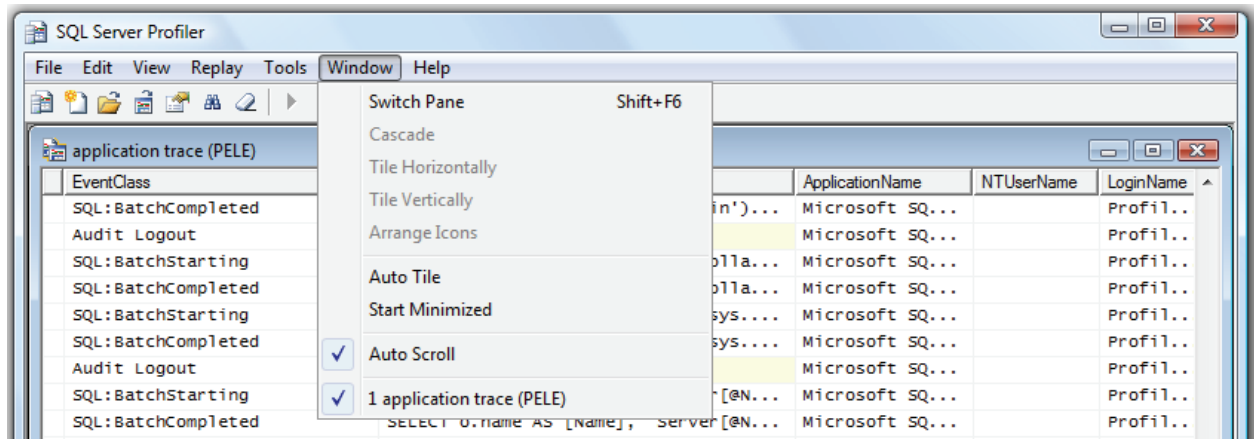 SQL Server Profiler
File Edit View Replay Tools Window Help
Switch Pane Shift+F6
Cascade
Tile Horizontally
Tile Vertically
Arrange Icons
Auto Tile
Start Minimized
Auto Scroll
1 application trace (PELE)
application trace (PELE)
EventClass ApplicationName NTUserName LoginName
SQL:BatchCompleted in')... Microsoft SQ... Profil..
Audit Logout Microsoft SQ... Profil..
SQL:BatchStarting olla... Microsoft SQ... Profil..
SQL:BatchCompleted olla... Microsoft SQ... Profil..
SQL:BatchStarting sys.... Microsoft SQ... Profil..
SQL:BatchCompleted sys.... Microsoft SQ... Profil..
Audit Logout Microsoft SQ... Profil..
SQL:BatchStarting r[@N... Microsoft SQ... Profil..
SQL:BatchCompleted SELECT o.name AS [Name], 'Server[@N... Microsoft SQ... Profil..